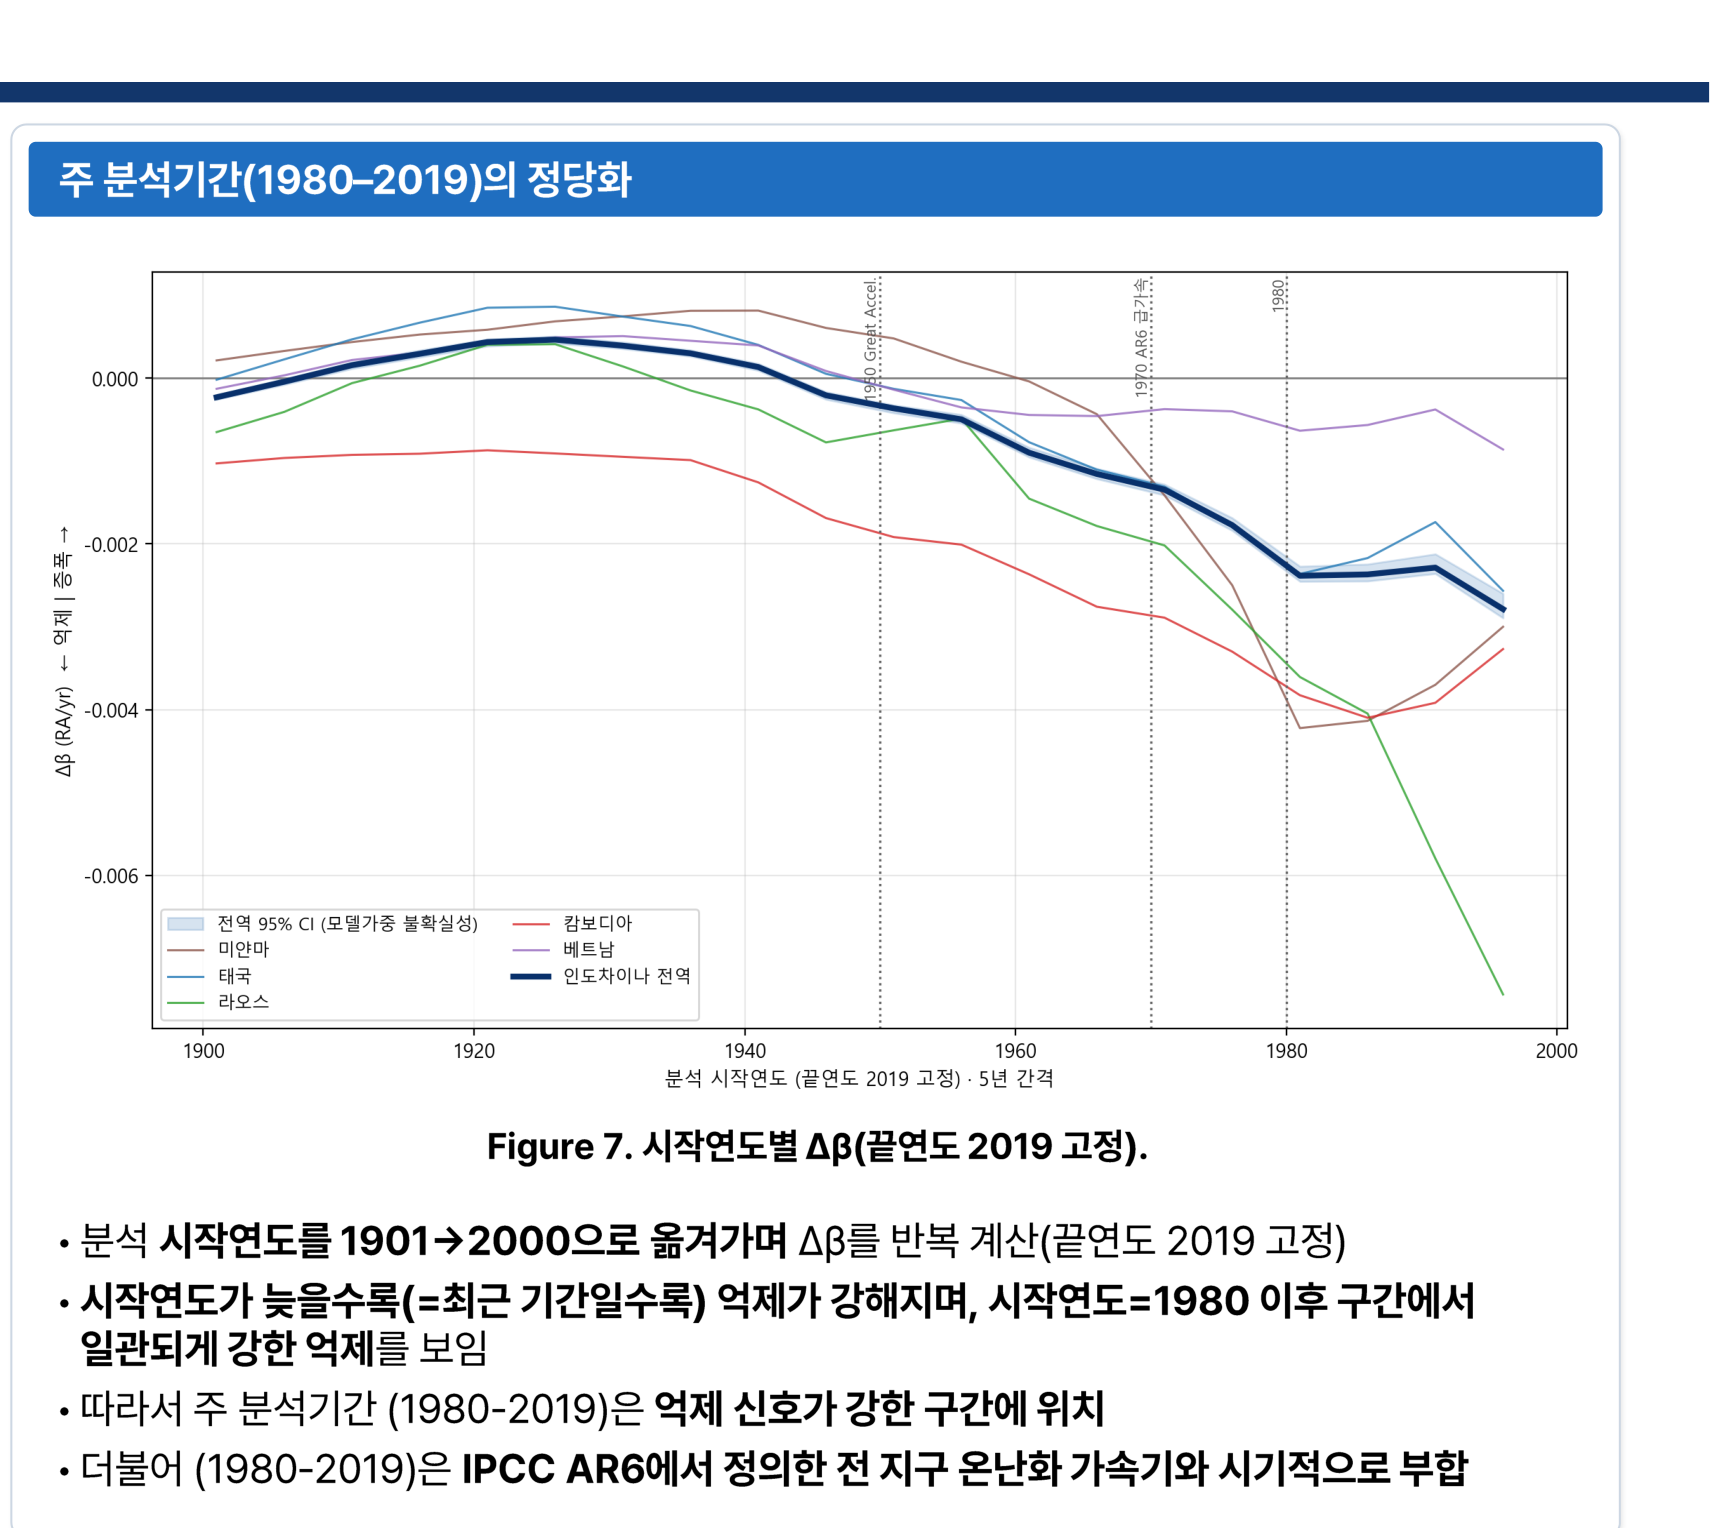 주 분석기간(1980–2019)의 정당화
1950 Great Accel.
1970 AR6 급가속
1980
0.000
-0.002
-0.004
-0.006
Δβ (RA/yr) ← 억제 | 증폭 →
전역 95% CI (모델가중 불확실성)
미얀마
태국
라오스
캄보디아
베트남
인도차이나 전역
1900 1920 1940 1960 1980 2000
분석 시작연도 (끝연도 2019 고정) · 5년 간격
Figure 7. 시작연도별 Δβ(끝연도 2019 고정).
• 분석 시작연도를 1901→2000으로 옮겨가며 Δβ를 반복 계산(끝연도 2019 고정)
• 시작연도가 늦을수록(=최근 기간일수록) 억제가 강해지며, 시작연도=1980 이후 구간에서
일관되게 강한 억제를 보임
• 따라서 주 분석기간 (1980-2019)은 억제 신호가 강한 구간에 위치
• 더불어 (1980-2019)은 IPCC AR6에서 정의한 전 지구 온난화 가속기와 시기적으로 부합